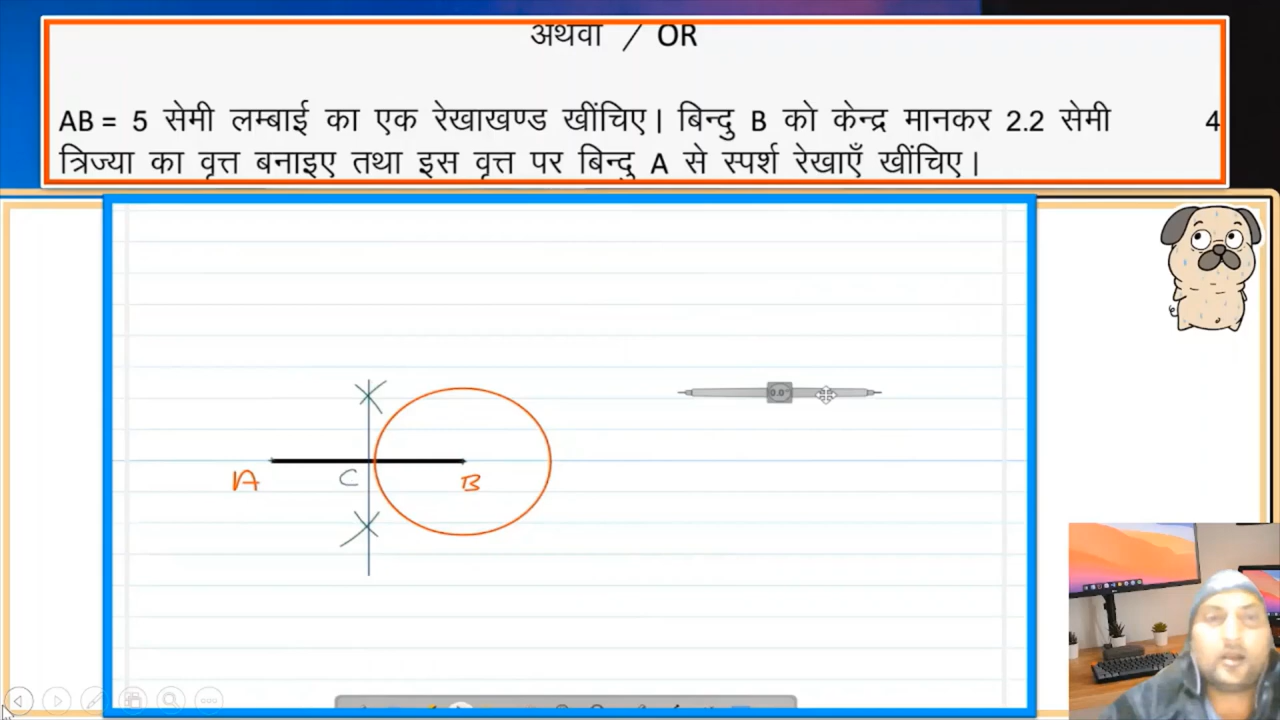 अथवा / OR
AB = 5 सेमी लम्बाई का एक रेखाखण्ड खींचिए। बिन्दु B को केन्द्र मानकर 2.2 सेमी 4
त्रिज्या का वृत्त बनाइए तथा इस वृत्त पर बिन्दु A से स्पर्श रेखाएँ खींचिए।
A C B